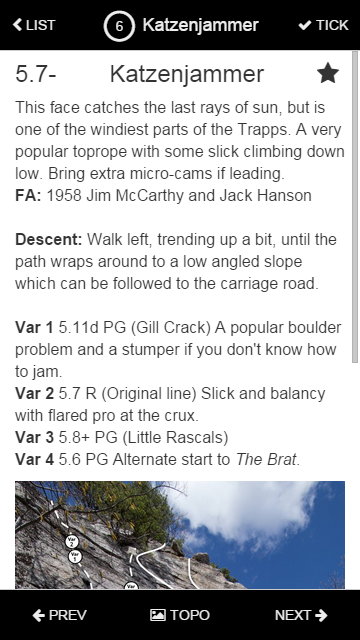 LIST 6 Katzenjammer TICK
5.7- Katzenjammer
This face catches the last rays of sun, but is
one of the windiest parts of the Trapps. A very
popular toprope with some slick climbing down
low. Bring extra micro-cams if leading.
FA: 1958 Jim McCarthy and Jack Hanson
Descent: Walk left, trending up a bit, until the
path wraps around to a low angled slope
which can be followed to the carriage road.
Var 1 5.11d PG (Gill Crack) A popular boulder
problem and a stumper if you don't know how
to jam.
Var 2 5.7 R (Original line) Slick and balancy
with flared pro at the crux.
Var 3 5.8+ PG (Little Rascals)
Var 4 5.6 PG Alternate start to The Brat.
Var
2
Var
1
Var
PREV TOPO NEXT